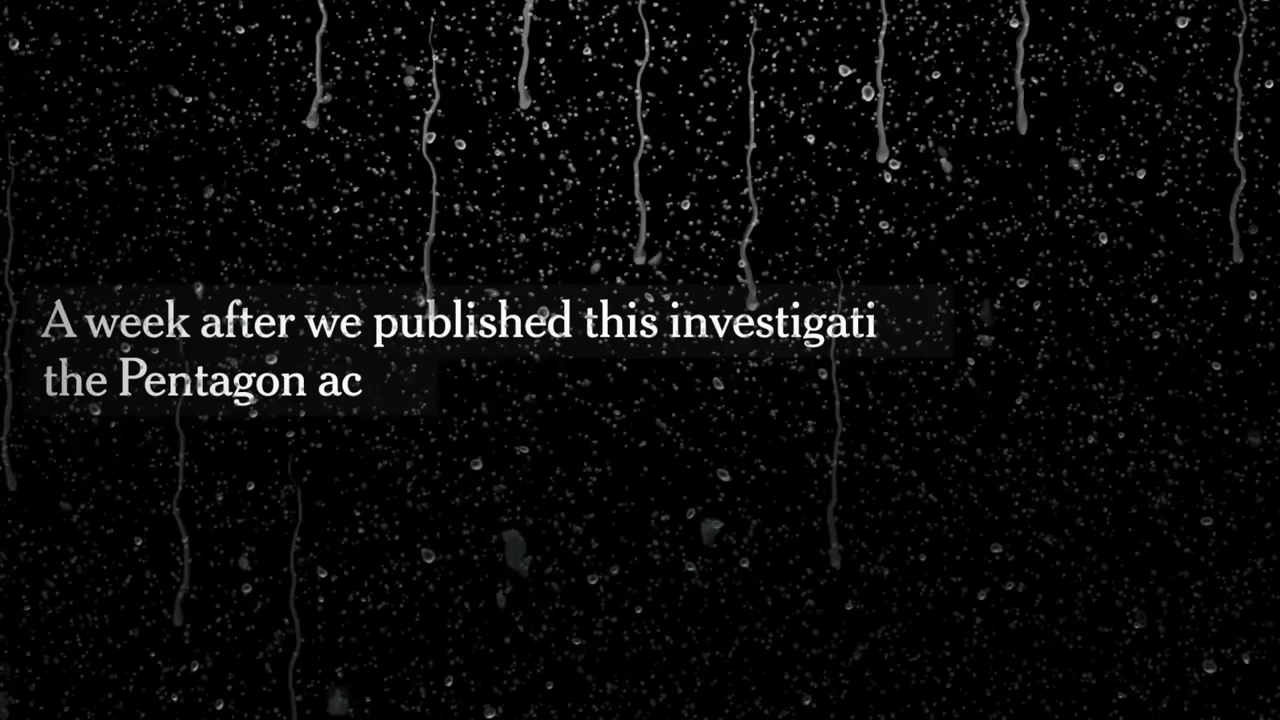 A week after we published this investigati
the Pentagon ac